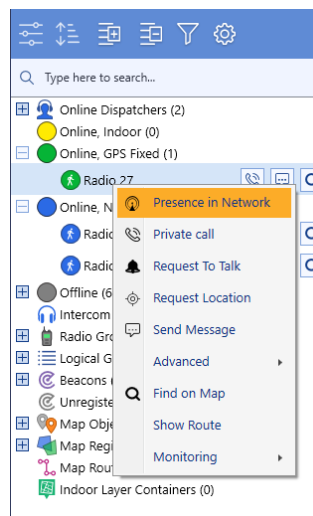 Type here to search...
Online Dispatchers (2)
Online, Indoor (0)
Online, GPS Fixed (1)
Radio 27
Online, N
Presence in Network
Radio
Private call
Radio
Request To Talk
Offline (6
Request Location
Intercom
Send Message
Radio Gro
Logical G
Advanced
Beacons (
Find on Map
Unregiste
Map Obje
Show Route
Map Regi
Monitoring
Map Rout
Indoor Layer Containers (0)